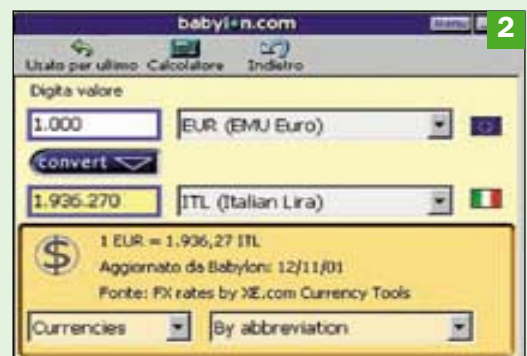 babylon.com
Menu
2
Usato per ultimo Calcolatore Indietro
Digita valore
1.000 EUR (EMU Euro)
convert
1.936.270 ITL (Italian Lira)
$ 1 EUR = 1.936,27 ITL
Aggiornato da Babylon: 12/11/01
Fonte: FX rates by XE.com Currency Tools
Currencies By abbreviation